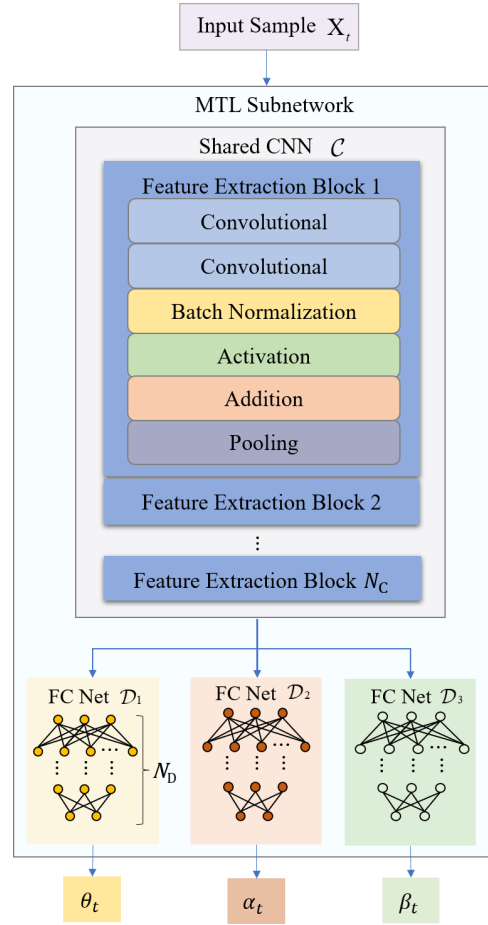 Input Sample X_t
MTL Subnetwork
Shared CNN 𝒞
Feature Extraction Block 1
Convolutional
Convolutional
Batch Normalization
Activation
Addition
Pooling
Feature Extraction Block 2
⋮
Feature Extraction Block N_C
FC Net 𝒟₁
FC Net 𝒟₂
FC Net 𝒟₃
N_D
θ_t
α_t
β_t